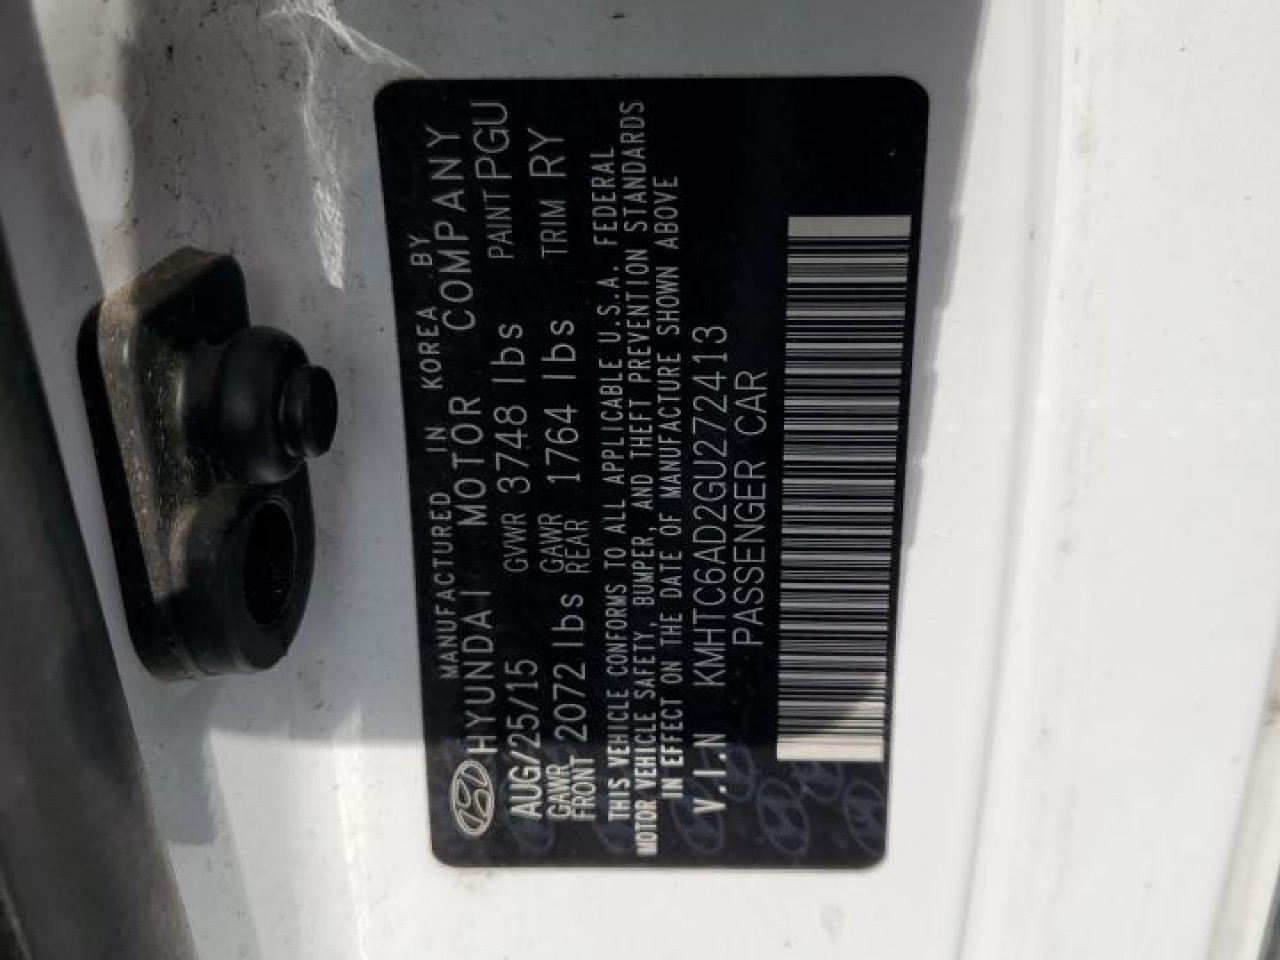 MANUFACTURED IN KOREA BY
HYUNDAI MOTOR COMPANY
AUG/25/15 GVWR 3748 lbs PAINT PGU
GAWR FRONT 2072 lbs GAWR REAR 1764 lbs TRIM RY
THIS VEHICLE CONFORMS TO ALL APPLICABLE U.S.A. FEDERAL
MOTOR VEHICLE SAFETY, BUMPER, AND THEFT PREVENTION STANDARDS
IN EFFECT ON THE DATE OF MANUFACTURE SHOWN ABOVE
V.I.N KMHTC6AD2GU272413
PASSENGER CAR